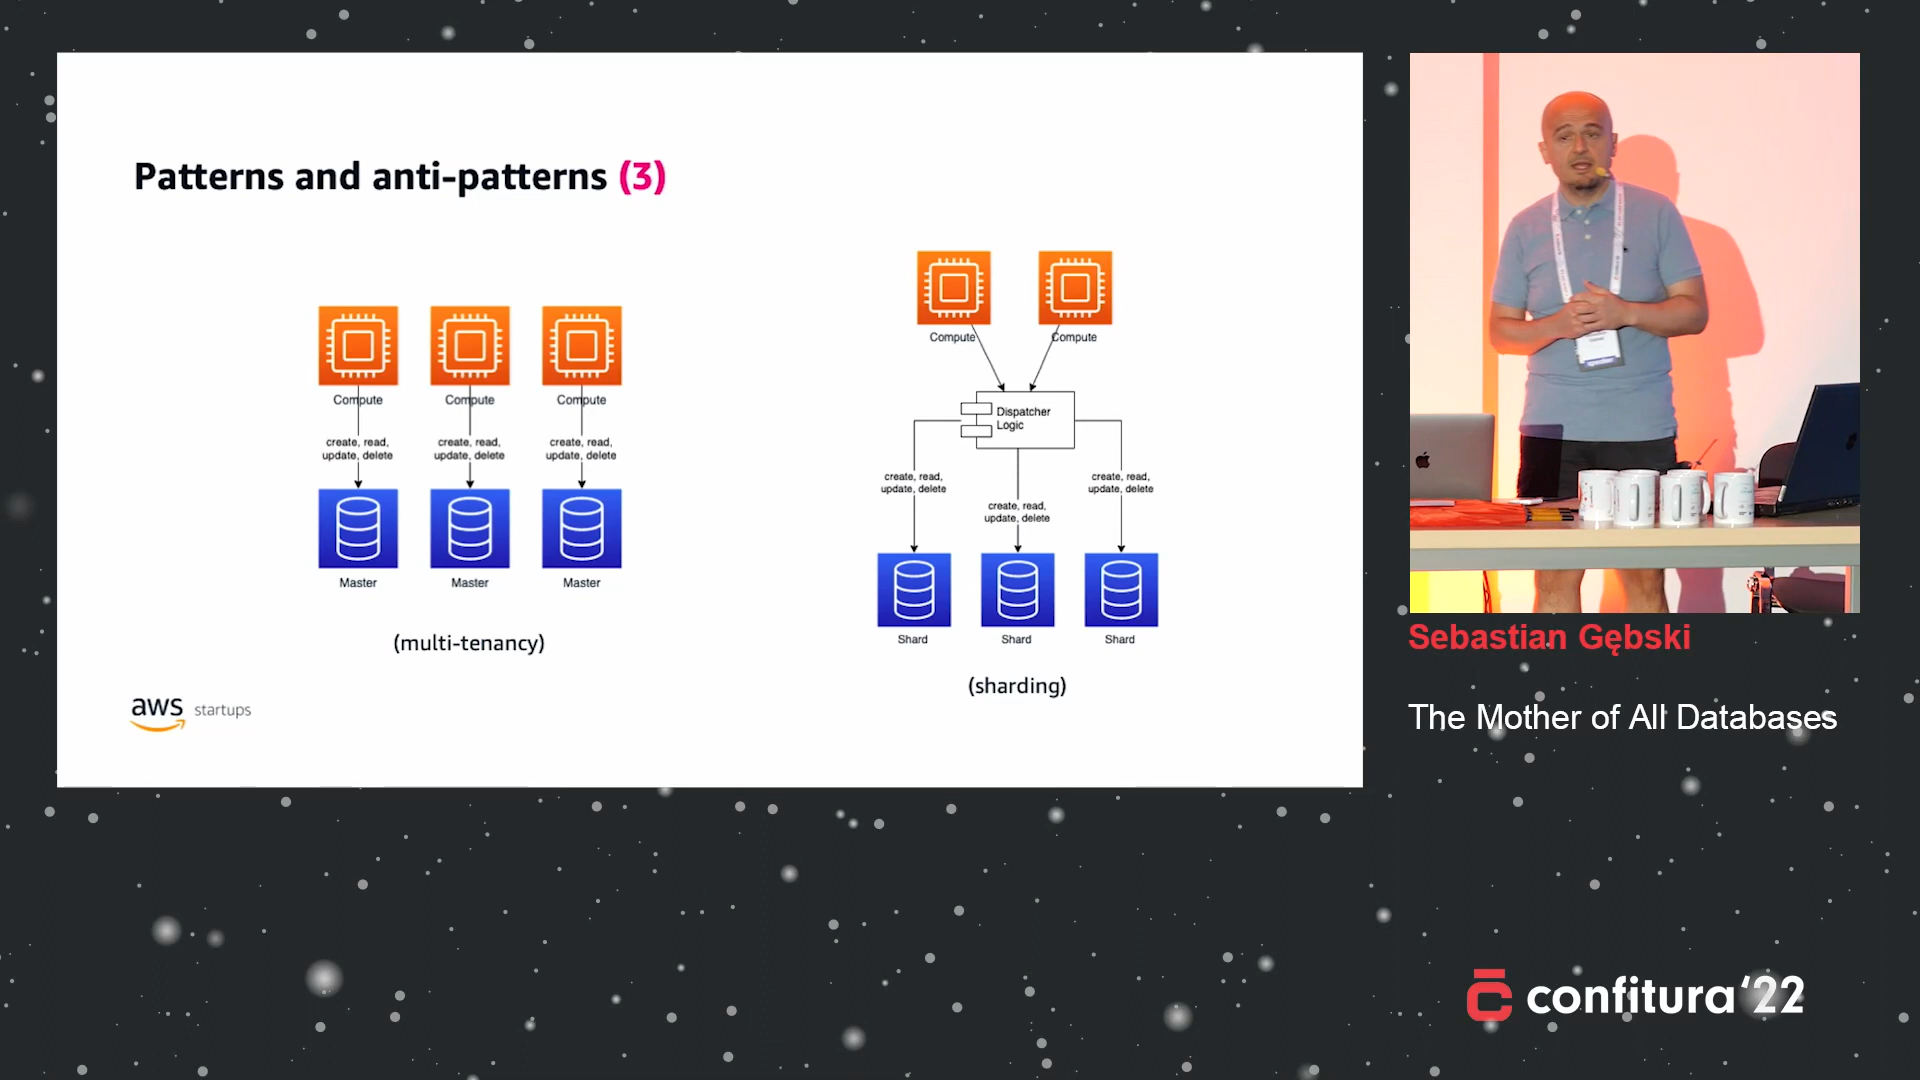 Patterns and anti-patterns (3)
Compute
Compute
Compute
create, read,
update, delete
create, read,
update, delete
create, read,
update, delete
Master
Master
Master
(multi-tenancy)
Compute
Compute
Dispatcher
Logic
create, read,
update, delete
create, read,
update, delete
create, read,
update, delete
Shard
Shard
Shard
(sharding)
aws startups
Sebastian Gębski
The Mother of All Databases
confitura‘22